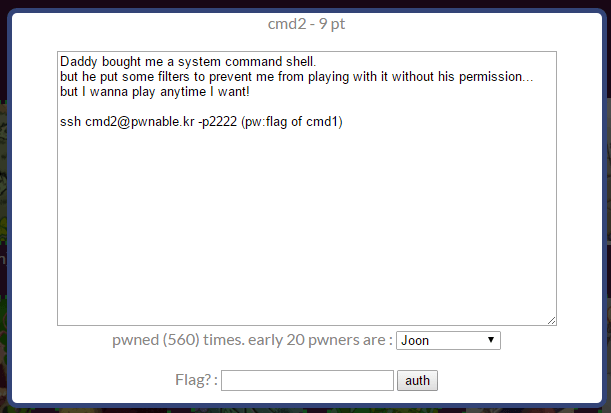 cmd2 - 9 pt
Daddy bought me a system command shell.
but he put some filters to prevent me from playing with it without his permission...
but I wanna play anytime I want!
ssh cmd2@pwnable.kr -p2222 (pw:flag of cmd1)
pwned (560) times. early 20 pwners are : Joon
Flag? : auth